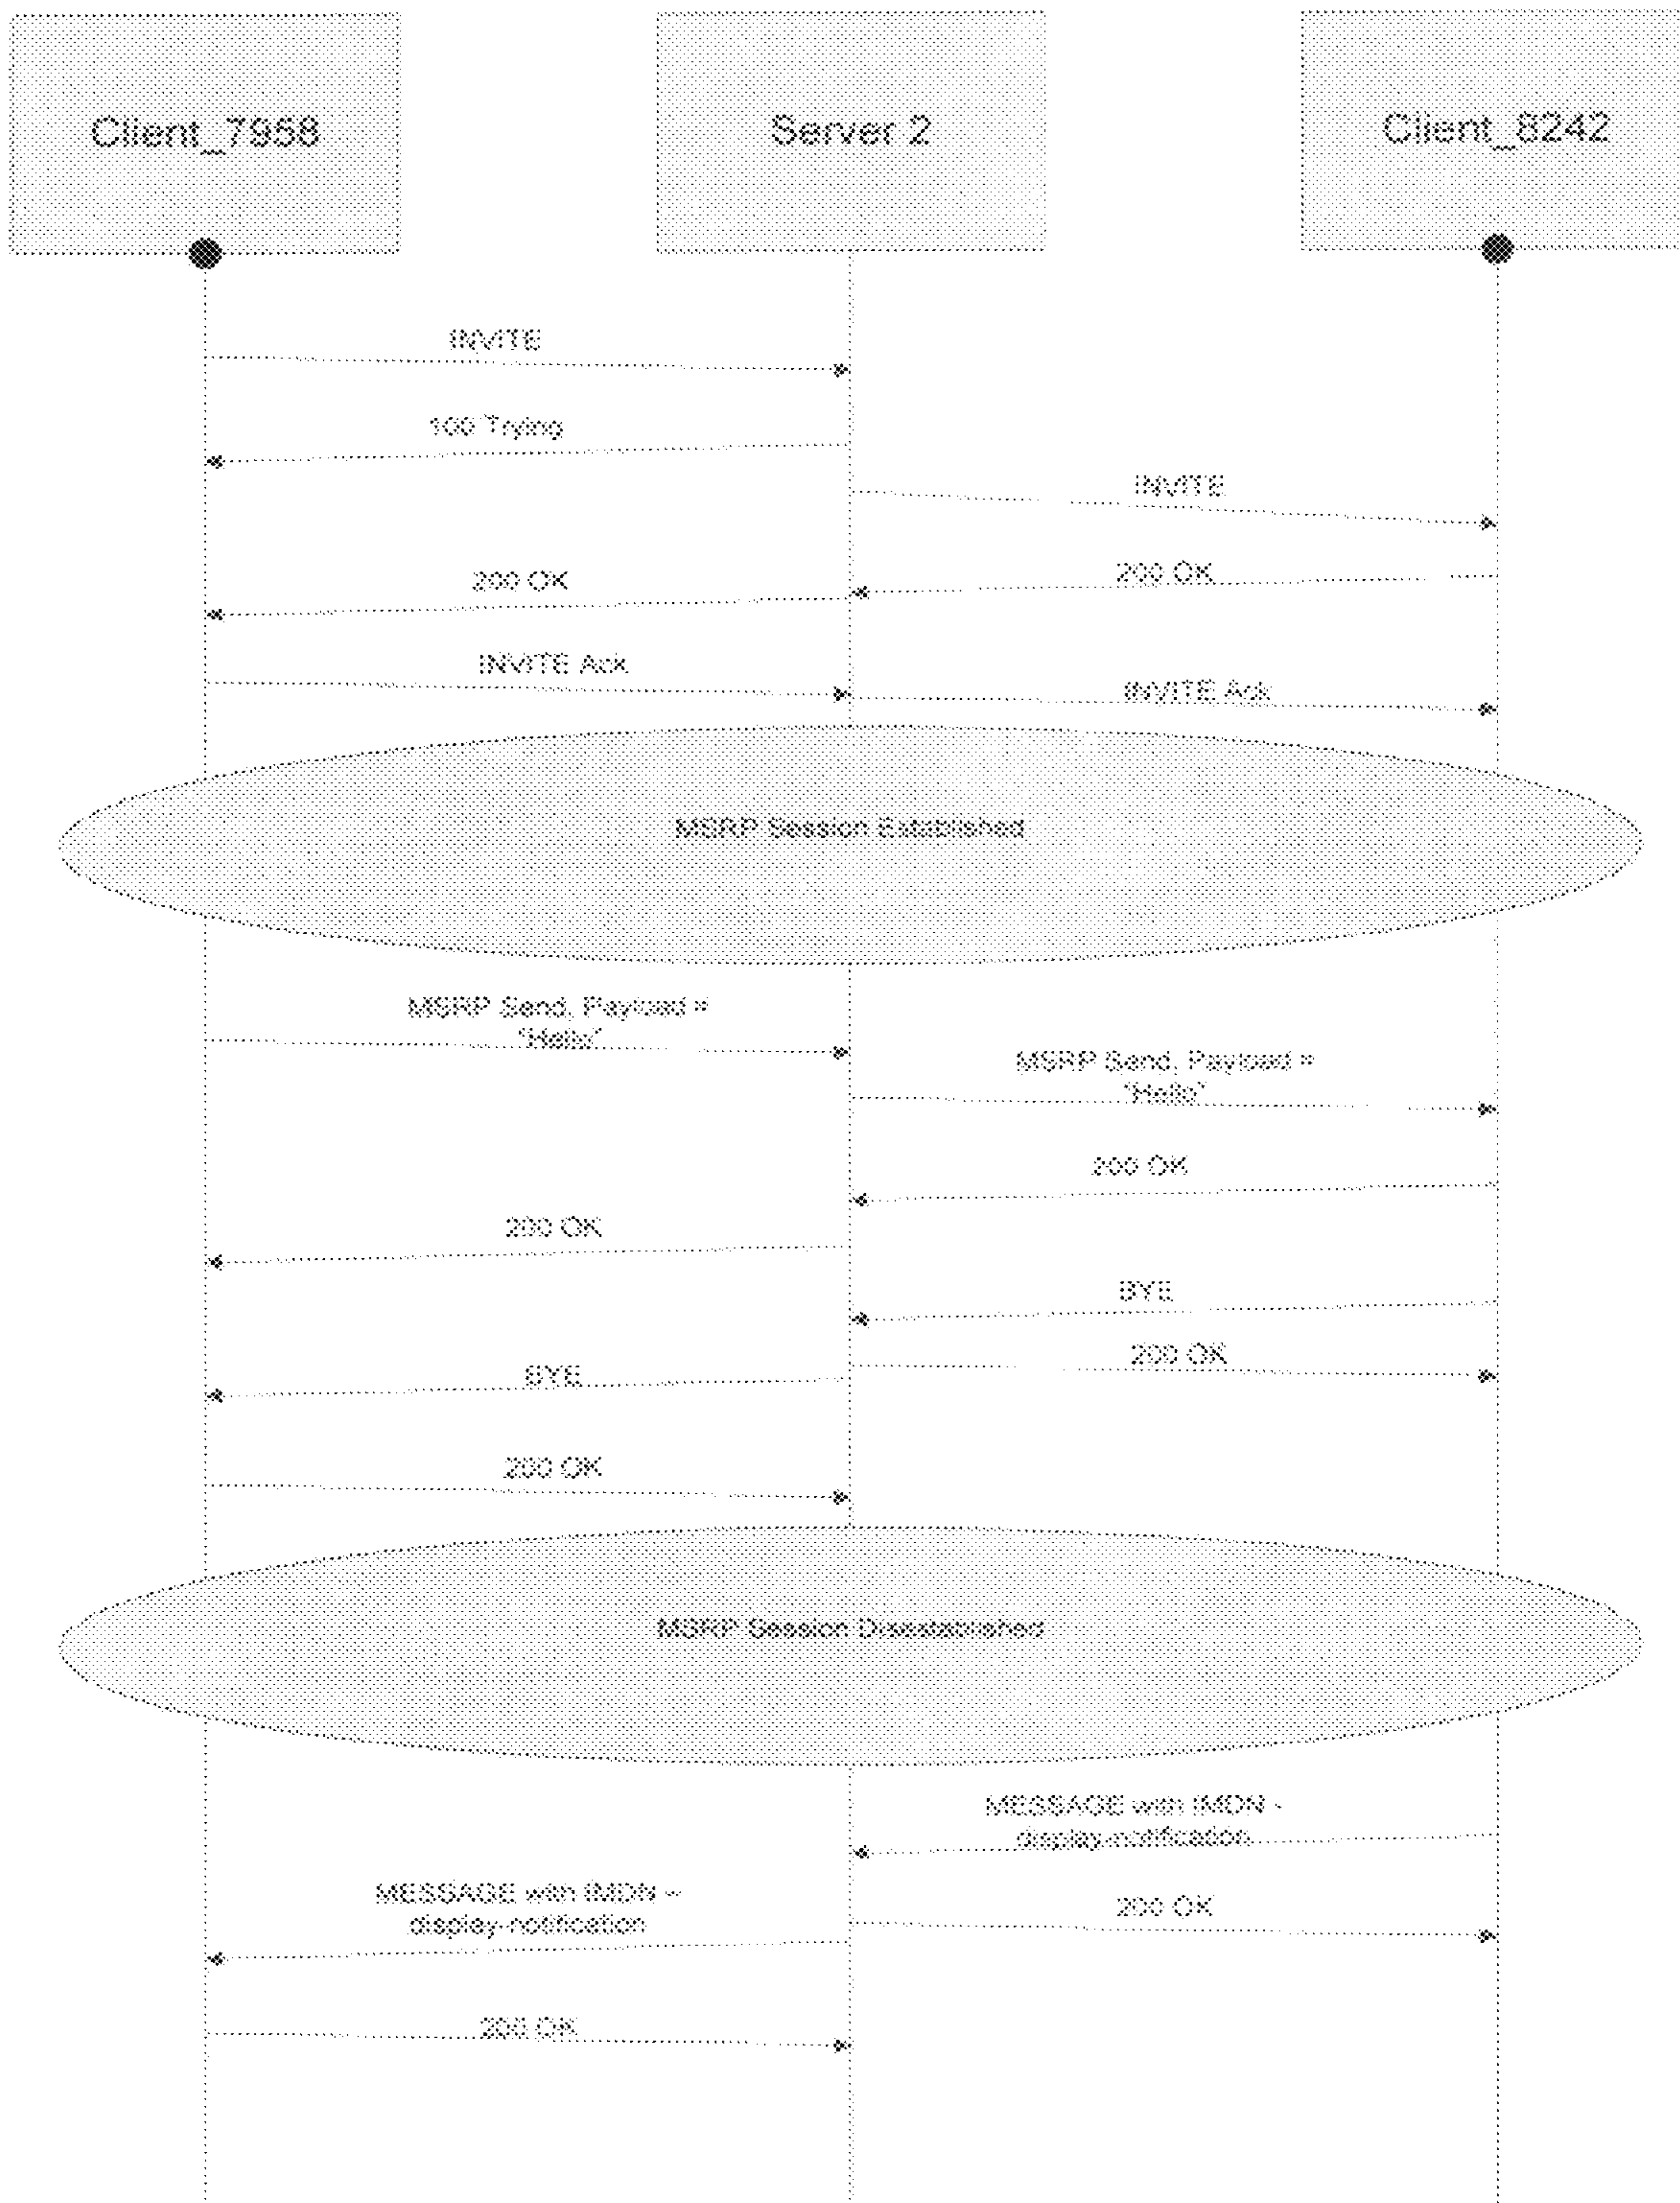 Client_7958
Server 2
Client_8242
INVITE
100 Trying
INVITE
200 OK
200 OK
INVITE Ack
INVITE Ack
MSRP Session Established
MSRP Send, Payload =
"Hello"
MSRP Send, Payload =
"Hello"
200 OK
200 OK
BYE
200 OK
BYE
200 OK
MSRP Session Disestablished
MESSAGE with IMDN -
display-notification
MESSAGE with IMDN -
display-notification
200 OK
200 OK